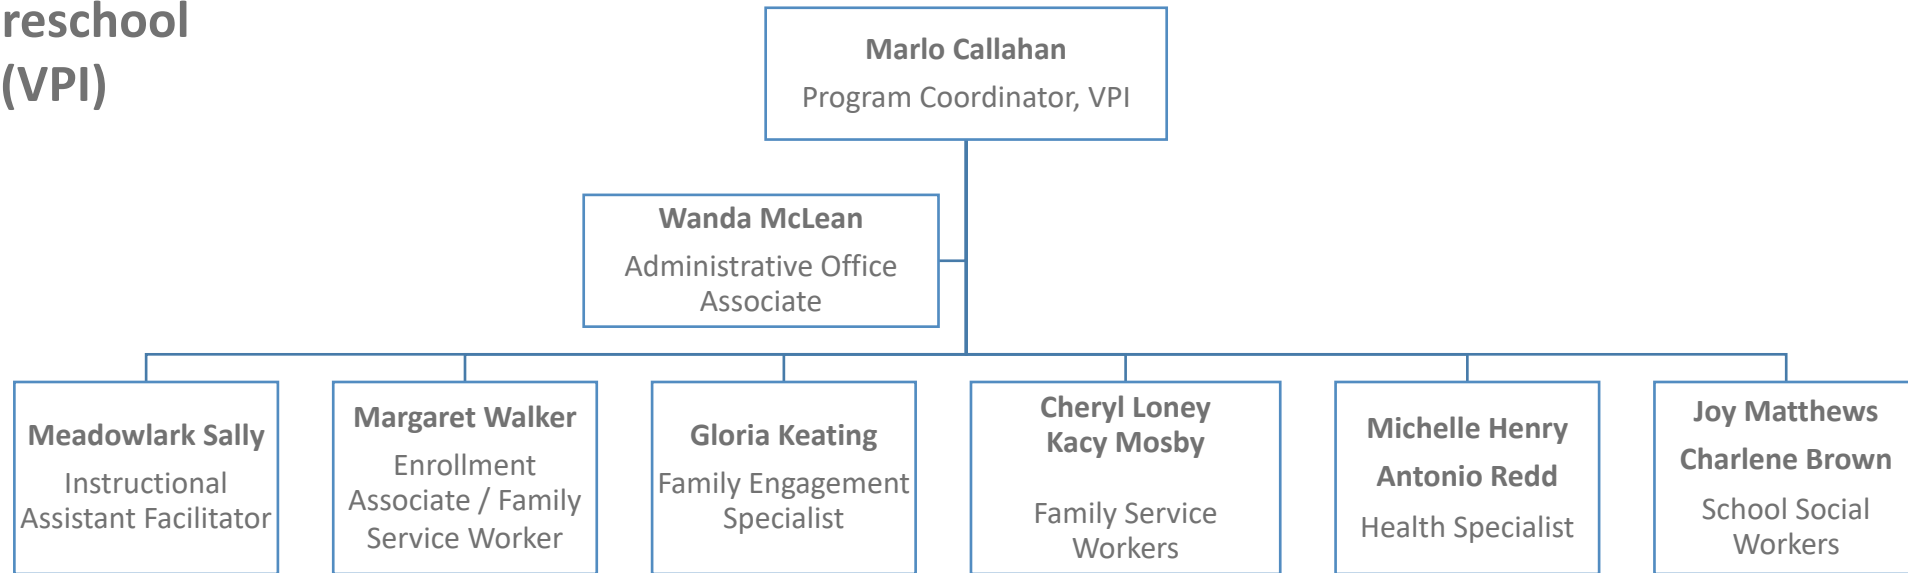 reschool
(VPI)
Marlo Callahan
Program Coordinator, VPI
Wanda McLean
Administrative Office
Associate
Meadowlark Sally
Instructional
Assistant Facilitator
Margaret Walker
Enrollment
Associate / Family
Service Worker
Gloria Keating
Family Engagement
Specialist
Cheryl Loney
Kacy Mosby
Family Service
Workers
Michelle Henry
Antonio Redd
Health Specialist
Joy Matthews
Charlene Brown
School Social
Workers